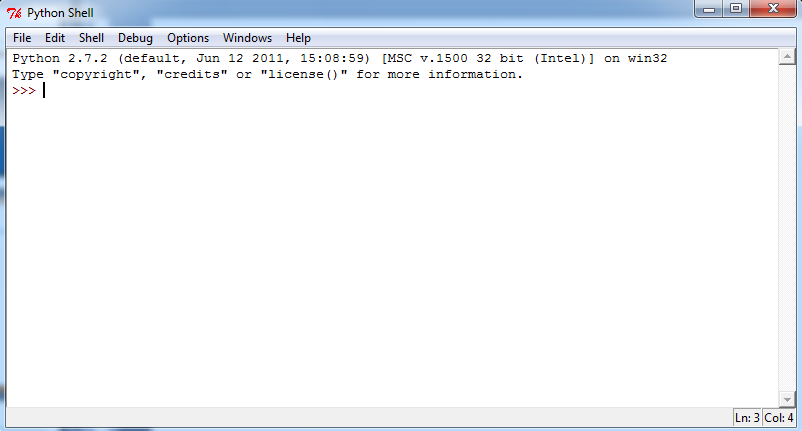 Python Shell
File Edit Shell Debug Options Windows Help
Python 2.7.2 (default, Jun 12 2011, 15:08:59) [MSC v.1500 32 bit (Intel)] on win32
Type "copyright", "credits" or "license()" for more information.
>>>
Ln: 3 Col: 4